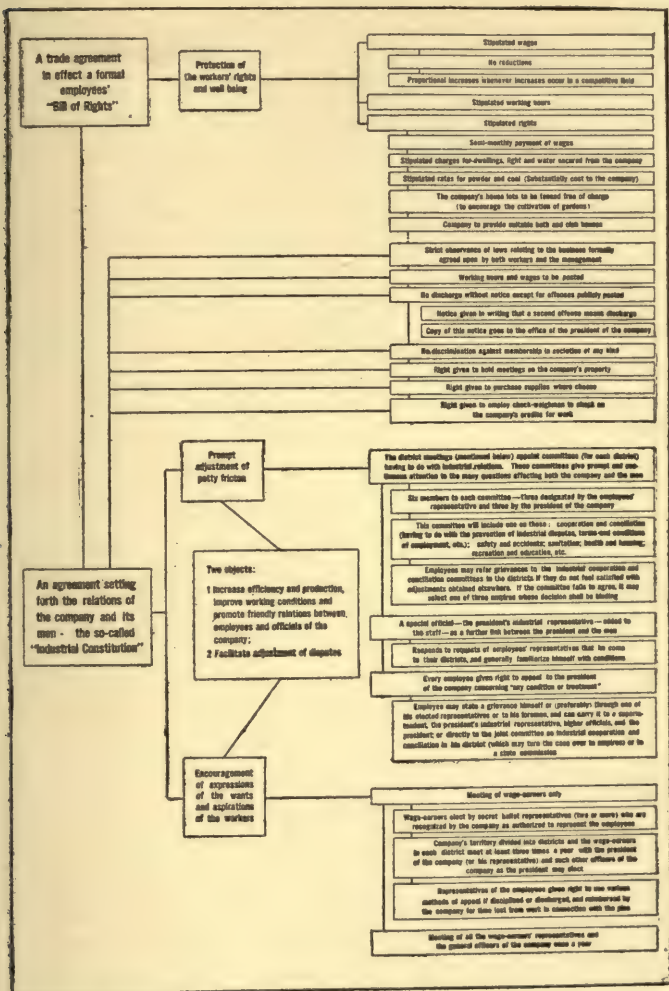 A trade agreement
in effect a formal
employees'
"Bill of Rights"
Protection of
the workers' rights
and well being
Stipulated wages
No reductions
Proportional increases whenever increases occur in a competitive field
Stipulated working hours
Stipulated rights
Semi-monthly payment of wages
Stipulated charges for dwellings, light and water secured from the company
Stipulated rates for powder and coal (Substantially cost to the company)
The company's house lots to be fenced free of charge
(to encourage the cultivation of gardens)
Company to provide suitable bath and club houses
Strict observance of laws relating to the business formally
agreed upon by both workers and the management
Working hours and wages to be posted
No discharge without notice except for offenses publicly posted
Notice given in writing that a second offense meant discharge
Copy of this notice goes to the office of the president of the company
No discrimination against membership in societies of any kind
Right given to hold meetings on the company's property
Right given to purchase supplies where choose
Right given to employ check-weighmen to check on
the company's credits for work
An agreement setting
forth the relations of
the company and its
men - the so-called
"Industrial Constitution"
Prompt
adjustment of
petty friction
Two objects:
1 Increase efficiency and production,
improve working conditions and
promote friendly relations between
employees and officials of the
company;
2 Facilitate adjustment of disputes
Encouragement
of expressions
of the wants
and aspirations
of the workers
The district meetings (mentioned below) appoint committees (for each district)
having to do with industrial relations. These committees give prompt and con-
tinuous attention to the many questions affecting both the company and the men
Six members to each committee—three designated by the employees'
representative and three by the president of the company
This committee will include one on these: cooperation and conciliation
(having to do with the prevention of industrial disputes, terms and conditions
of employment, etc.); safety and accidents; sanitation; health and housing;
recreation and education, etc.
Employees may refer grievances to the industrial cooperation and
conciliation committees to the districts if they do not feel satisfied with
adjustments obtained elsewhere. If the committee fails to agree, it may
select one of three umpires whose decision shall be binding
A special official—the president's industrial representative—added to
the staff—as a further link between the president and the men
Responds to requests of employees' representatives that he come
to their districts, and generally familiarize himself with conditions
Every employee given right to appeal to the president
of the company concerning "any condition or treatment"
Employee may state a grievance himself or (preferably) through one of
his elected representatives or to his foreman, and can carry it to a superin-
tendent, the president's industrial representative, higher officials, and the
president; or directly to the joint committee on industrial cooperation and
conciliation in his district (which may turn the case over to umpires or to
a state commission
Meeting of wage-earners only
Wage-earners elect by secret ballot representatives (two or more) who are
recognized by the company as authorized to represent the employees
Company's territory divided into districts and the wage-earners
in each district meet at least three times a year with the president
of the company (or his representative) and such other officers of the
company as the president may elect
Representatives of the employees given right to use various
methods of appeal if disciplined or discharged, and reimbursed by
the company for time lost from work in connection with the plan
Meeting of all the wage-earners' representatives and
the general officers of the company once a year